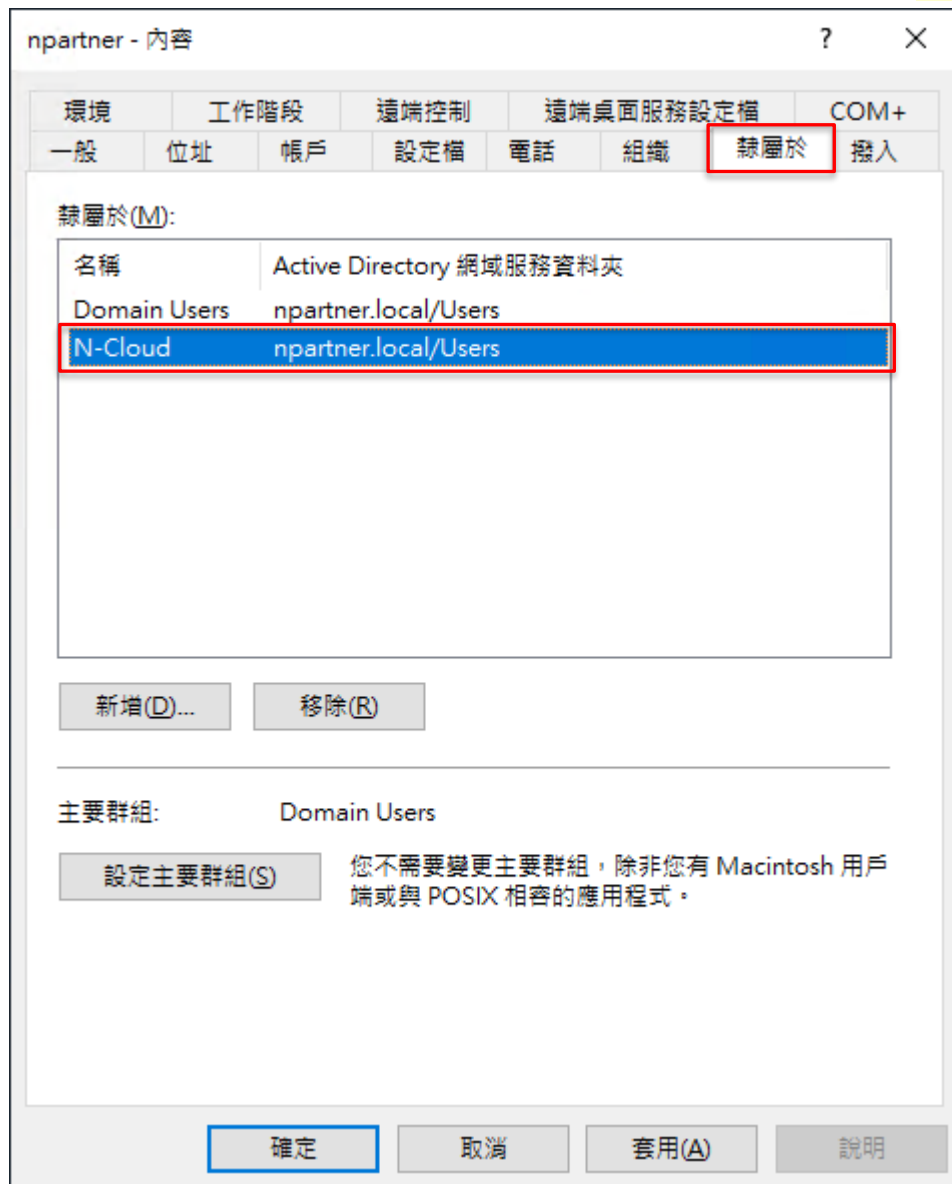 npartner - 內容 ?
環境 工作階段 遠端控制 遠端桌面服務設定檔 COM+
一般 位址 帳戶 設定檔 電話 組織 隸屬於 撥入
隸屬於(M):
名稱 Active Directory 網域服務資料夾
Domain Users npartner.local/Users
N-Cloud npartner.local/Users
新增(D)... 移除(R)
主要群組: Domain Users
設定主要群組(S) 您不需要變更主要群組，除非您有 Macintosh 用戶
端或與 POSIX 相容的應用程式。
確定 取消 套用(A) 說明